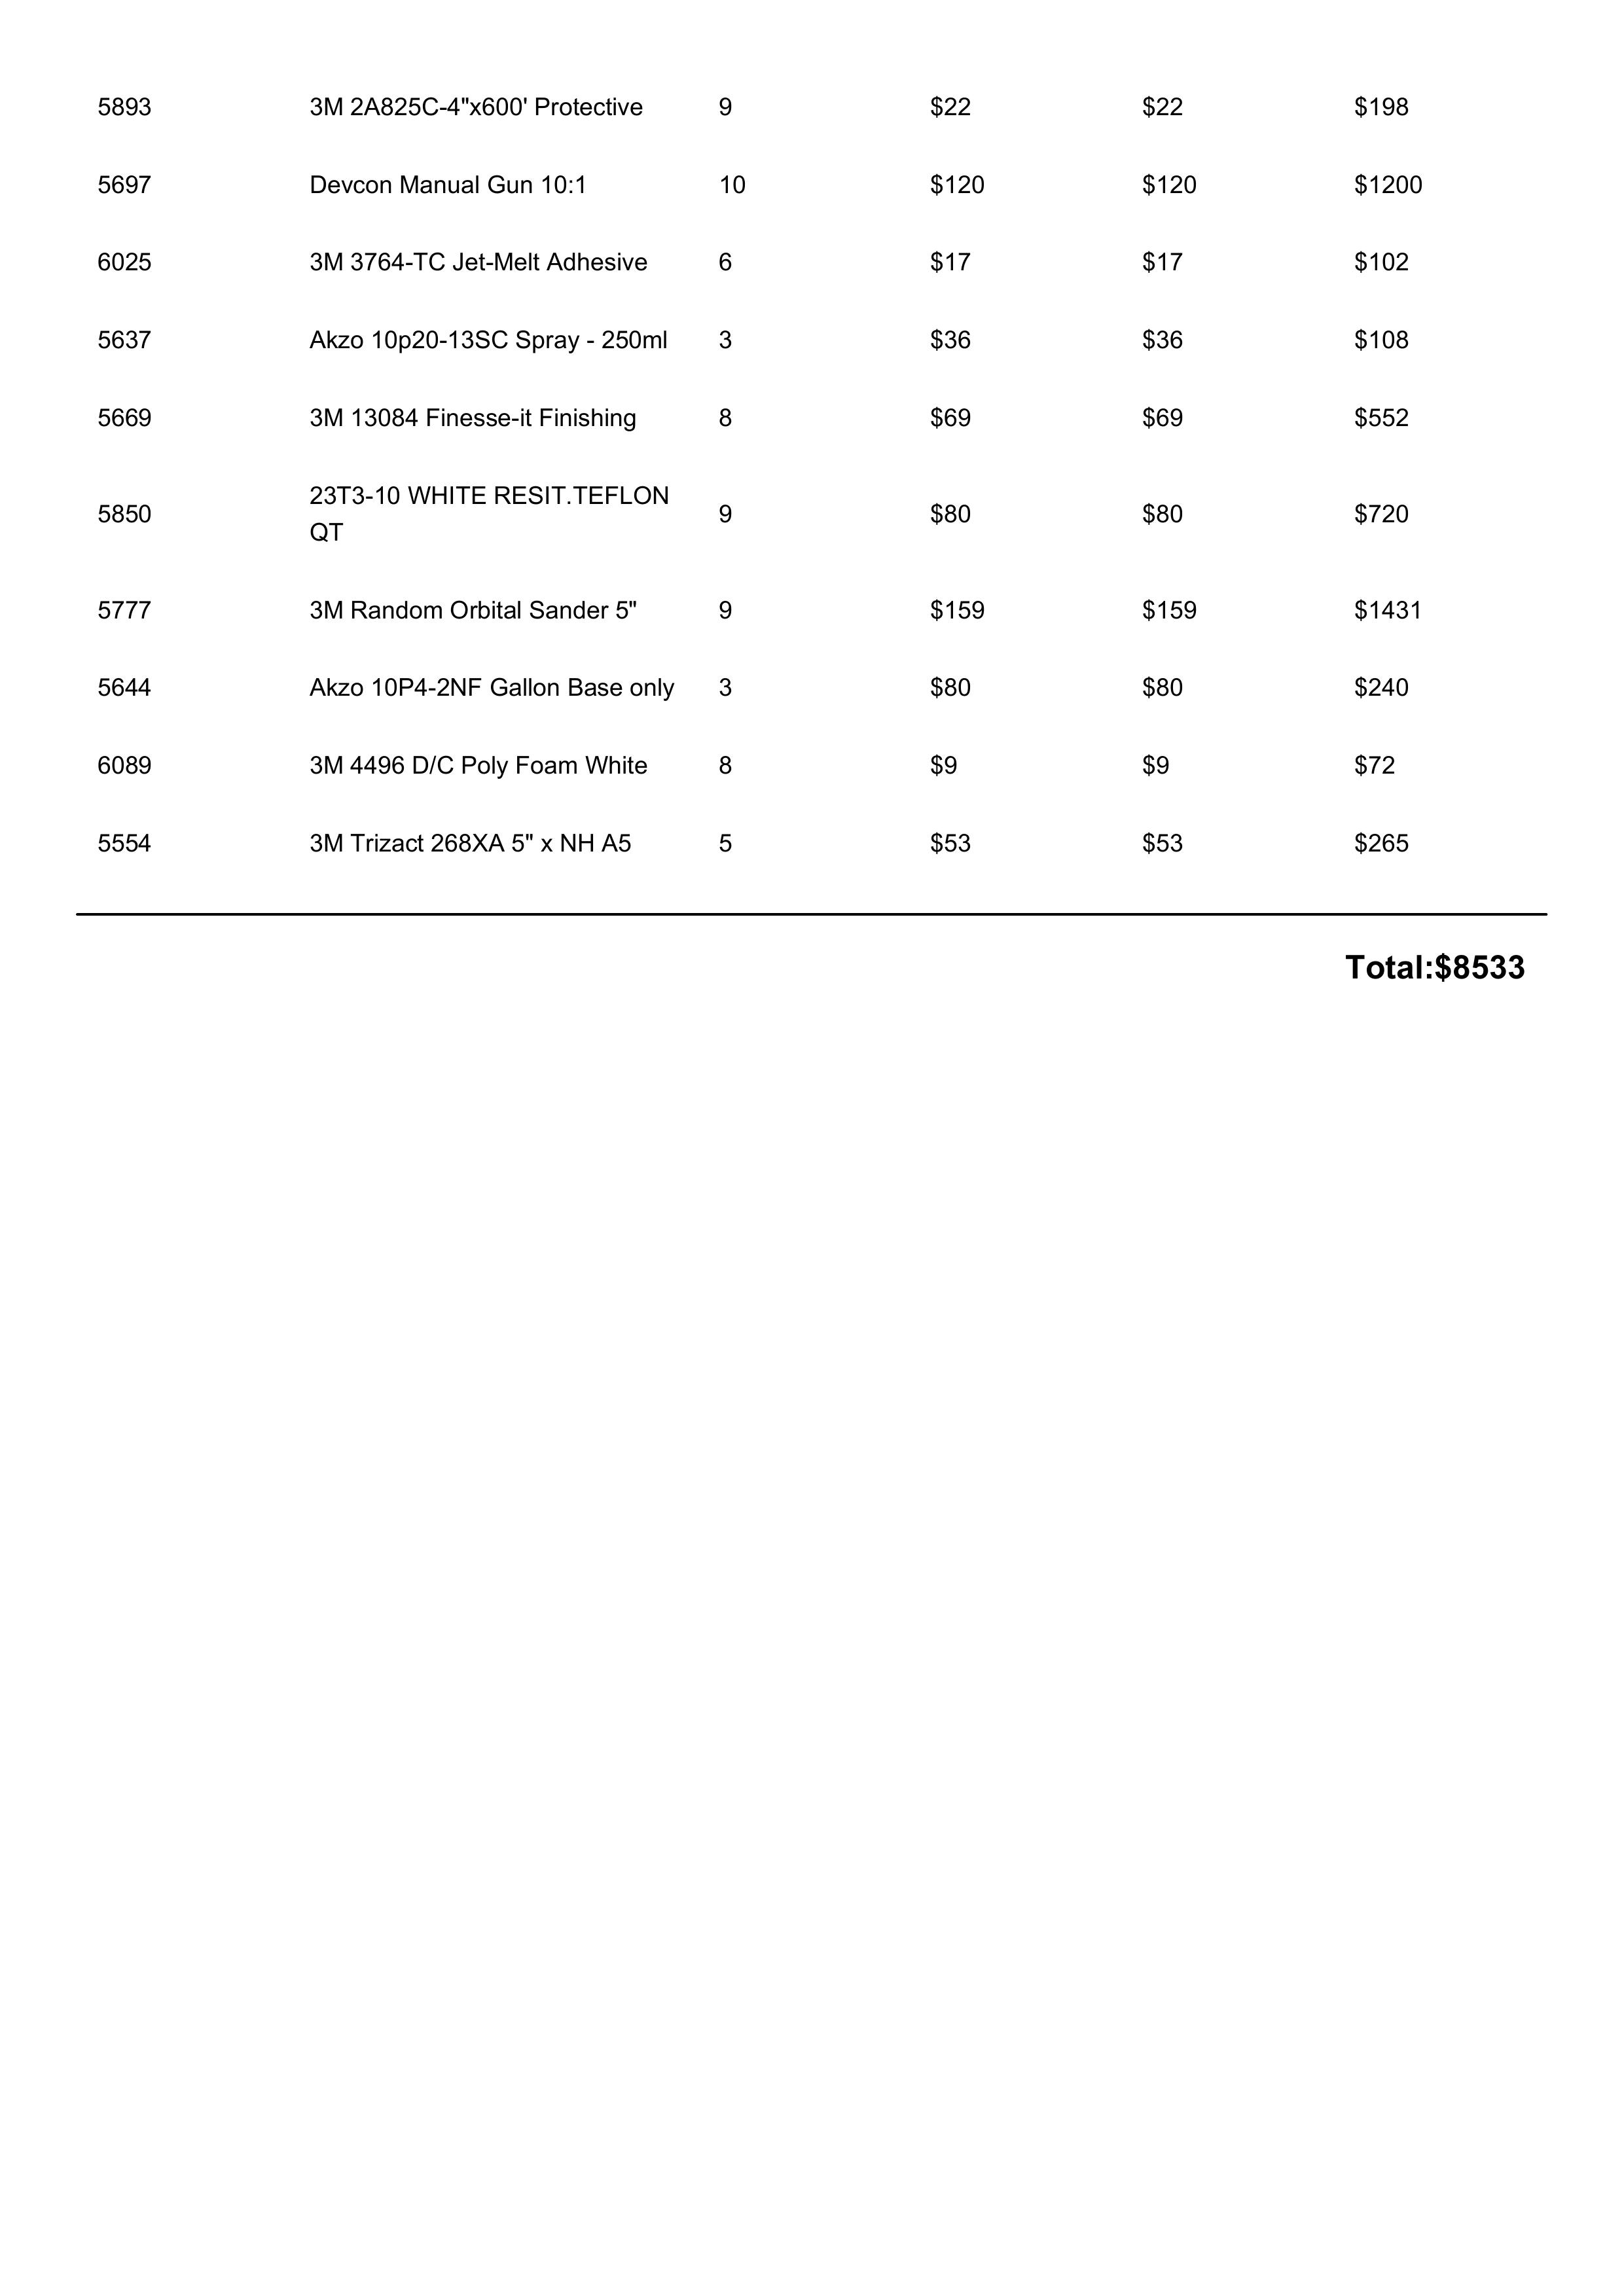 5893 3M 2A825C-4"x600' Protective 9 $22 $22 $198
5697 Devcon Manual Gun 10:1 10 $120 $120 $1200
6025 3M 3764-TC Jet-Melt Adhesive 6 $17 $17 $102
5637 Akzo 10p20-13SC Spray - 250ml 3 $36 $36 $108
5669 3M 13084 Finesse-it Finishing 8 $69 $69 $552
5850 23T3-10 WHITE RESIT.TEFLON 9 $80 $80 $720
QT
5777 3M Random Orbital Sander 5" 9 $159 $159 $1431
5644 Akzo 10P4-2NF Gallon Base only 3 $80 $80 $240
6089 3M 4496 D/C Poly Foam White 8 $9 $9 $72
5554 3M Trizact 268XA 5" x NH A5 5 $53 $53 $265
Total:$8533